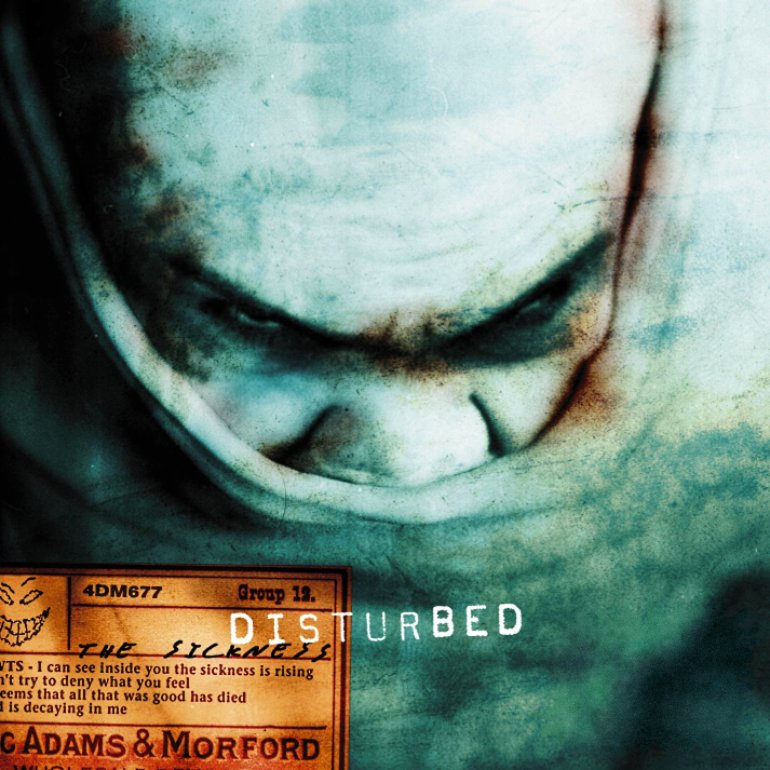 4DM677
Group 12.
DISTURBED
THE SICKNESS
WTS - I can see inside you the sickness is rising
n't try to deny what you feel
eems that all that was good has died
d is decaying in me
C ADAMS & MORFORD